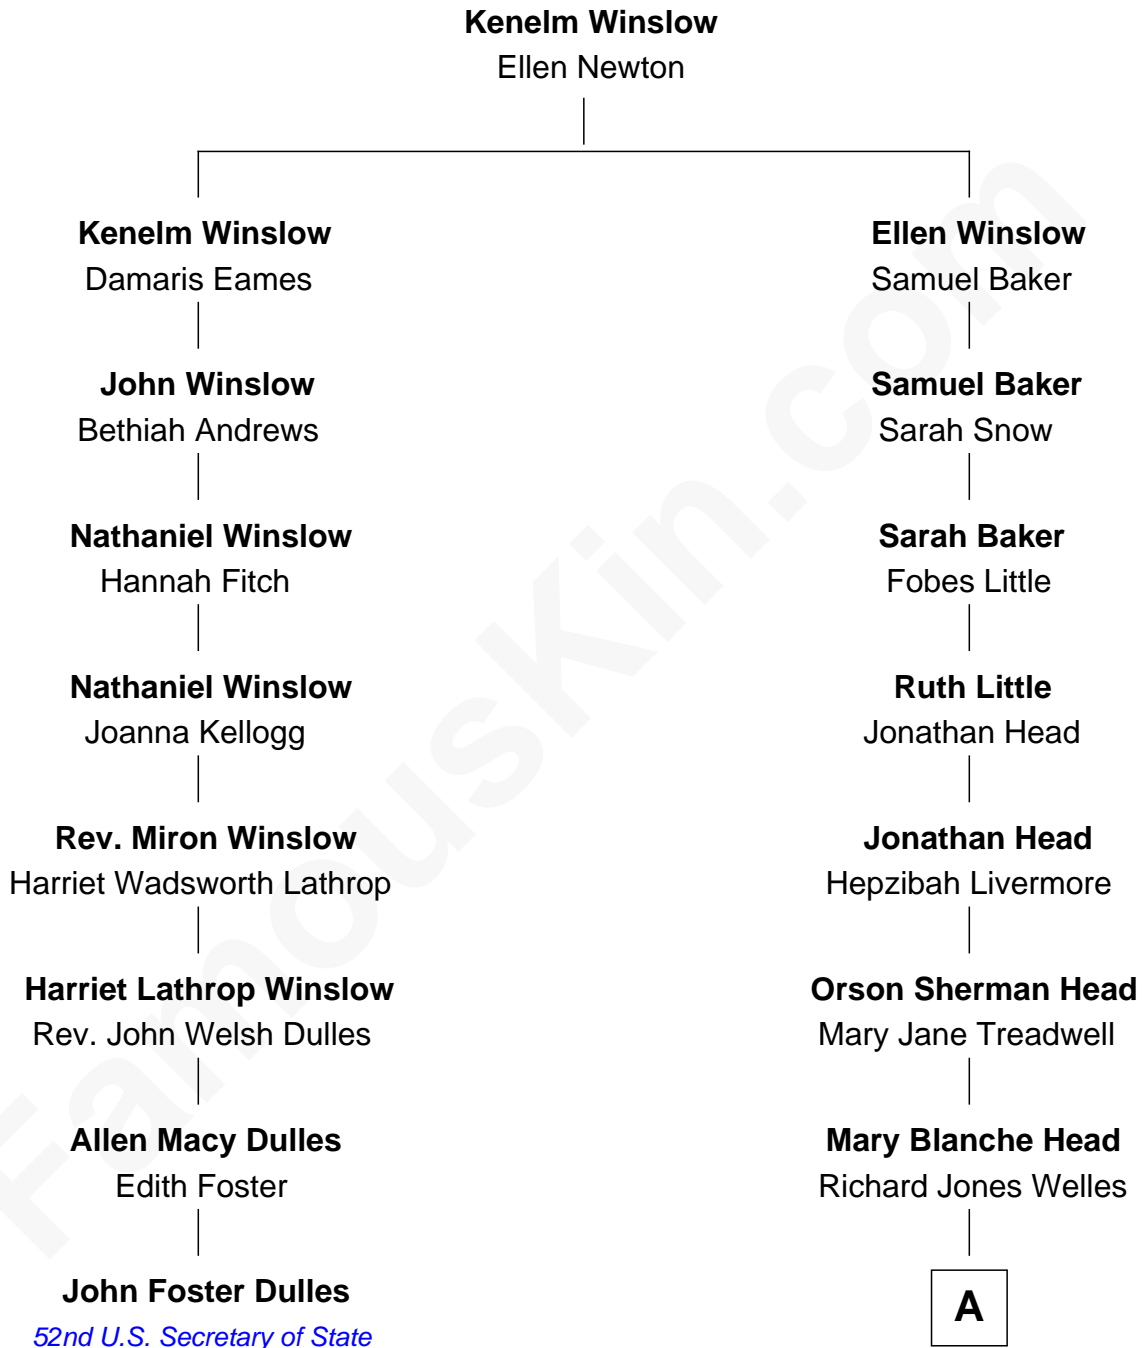 Kenelm Winslow
Ellen Newton
Kenelm Winslow
Damaris Eames
Ellen Winslow
Samuel Baker
John Winslow
Bethiah Andrews
Samuel Baker
Sarah Snow
Nathaniel Winslow
Hannah Fitch
Sarah Baker
Fobes Little
Nathaniel Winslow
Joanna Kellogg
Ruth Little
Jonathan Head
Rev. Miron Winslow
Harriet Wadsworth Lathrop
Jonathan Head
Hepzibah Livermore
Harriet Lathrop Winslow
Rev. John Welsh Dulles
Orson Sherman Head
Mary Jane Treadwell
Allen Macy Dulles
Edith Foster
Mary Blanche Head
Richard Jones Welles
John Foster Dulles
52nd U.S. Secretary of State
A
FamousKin.com